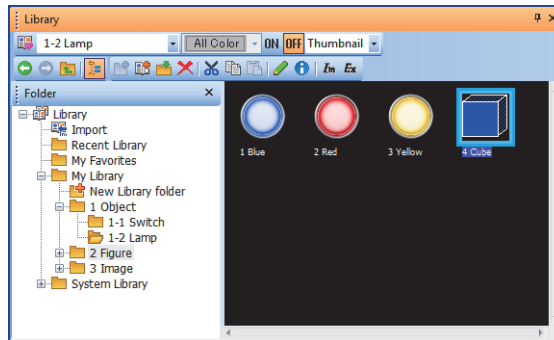 Library
1-2 Lamp All Color ON OFF Thumbnail
Im Ex
Folder
Library
Import
Recent Library
My Favorites
My Library
New Library folder
1 Object
1-1 Switch
1-2 Lamp
2 Figure
3 Image
System Library
1 Blue 2 Red 3 Yellow 4 Cube